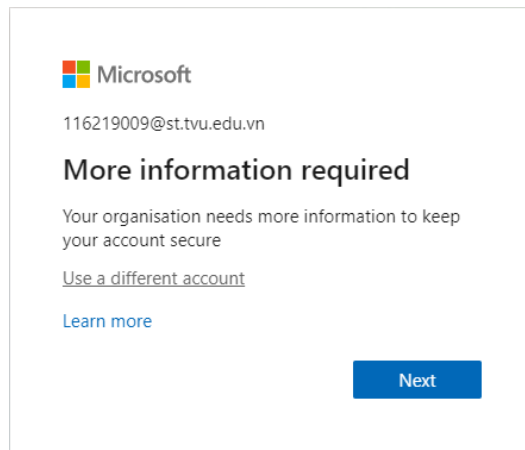 Microsoft
116219009@st.tvu.edu.vn
More information required
Your organisation needs more information to keep
your account secure
Use a different account
Learn more
Next